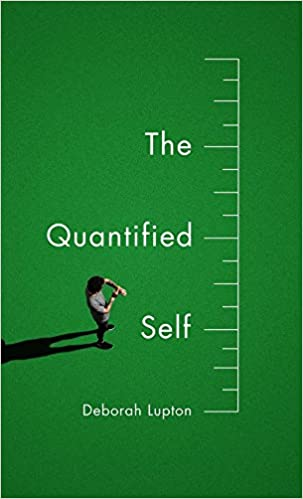 The
Quantified
Self
Deborah Lupton